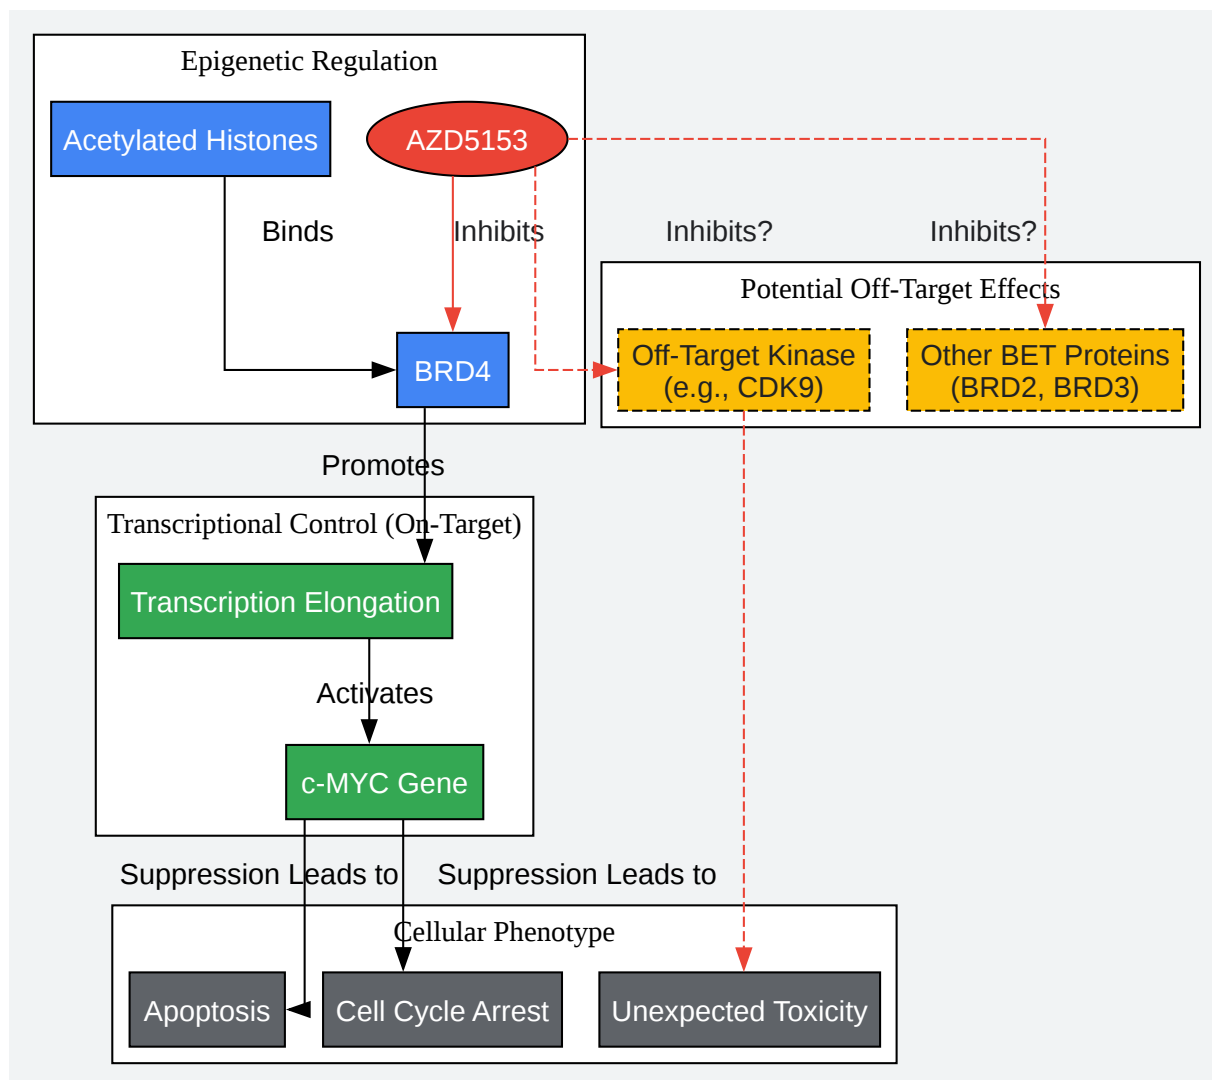 Epigenetic Regulation
Acetylated Histones
AZD5153
Binds
Inhibits
Inhibits?
Inhibits?
Potential Off-Target Effects
BRD4
Off-Target Kinase
(e.g., CDK9)
Other BET Proteins
(BRD2, BRD3)
Promotes
Transcriptional Control (On-Target)
Transcription Elongation
Activates
c-MYC Gene
Suppression Leads to
Suppression Leads to
Cellular Phenotype
Apoptosis
Cell Cycle Arrest
Unexpected Toxicity